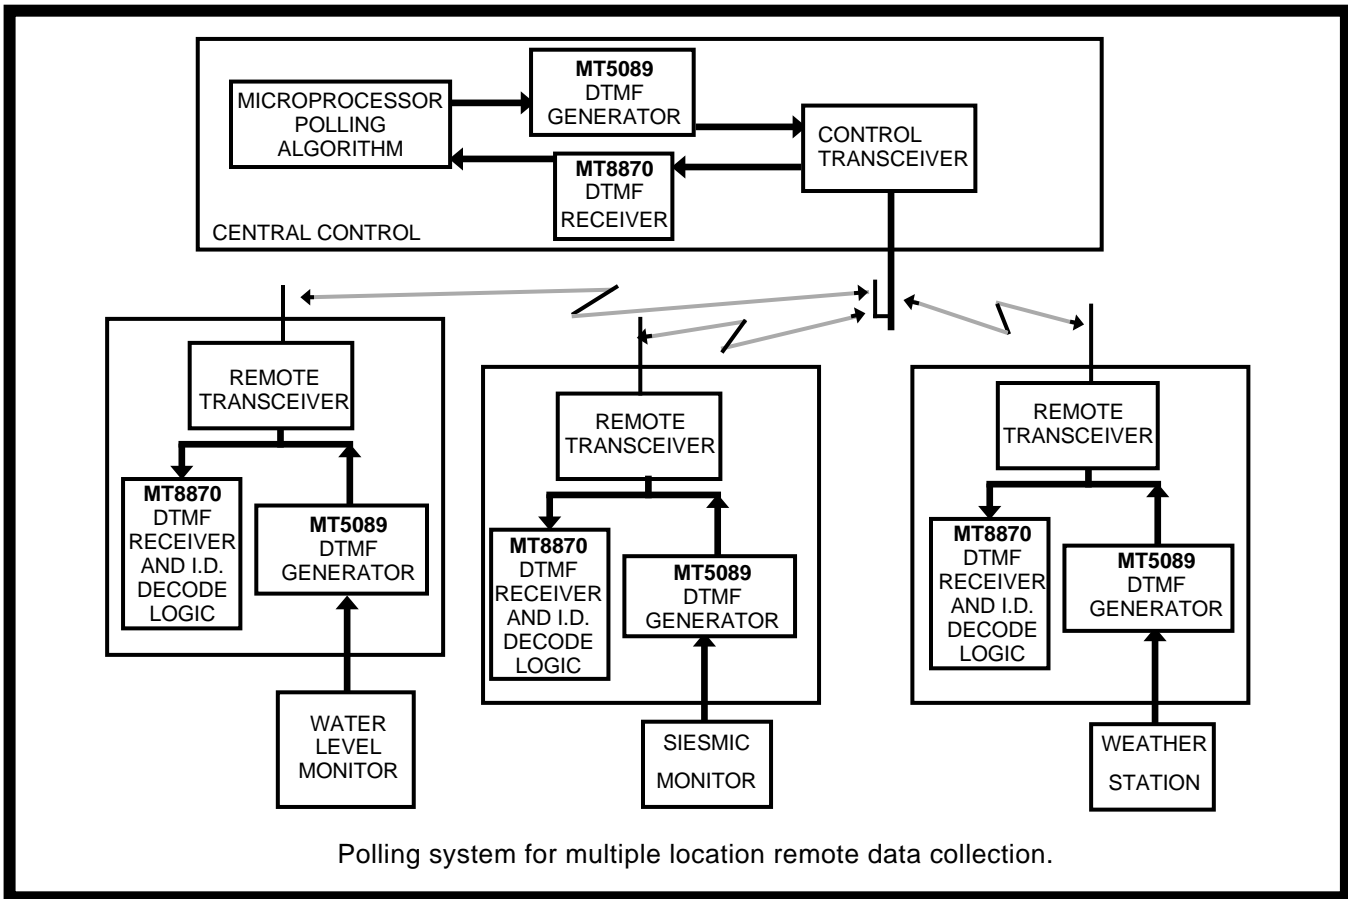 MICROPROCESSOR
POLLING
ALGORITHM
MT5089
DTMF
GENERATOR
MT8870
DTMF
RECEIVER
CONTROL
TRANSCEIVER
CENTRAL CONTROL
REMOTE
TRANSCEIVER
MT8870
DTMF
RECEIVER
AND I.D.
DECODE
LOGIC
MT5089
DTMF
GENERATOR
WATER
LEVEL
MONITOR
REMOTE
TRANSCEIVER
MT8870
DTMF
RECEIVER
AND I.D.
DECODE
LOGIC
MT5089
DTMF
GENERATOR
SIESMIC
MONITOR
REMOTE
TRANSCEIVER
MT8870
DTMF
RECEIVER
AND I.D.
DECODE
LOGIC
MT5089
DTMF
GENERATOR
WEATHER
STATION
Polling system for multiple location remote data collection.